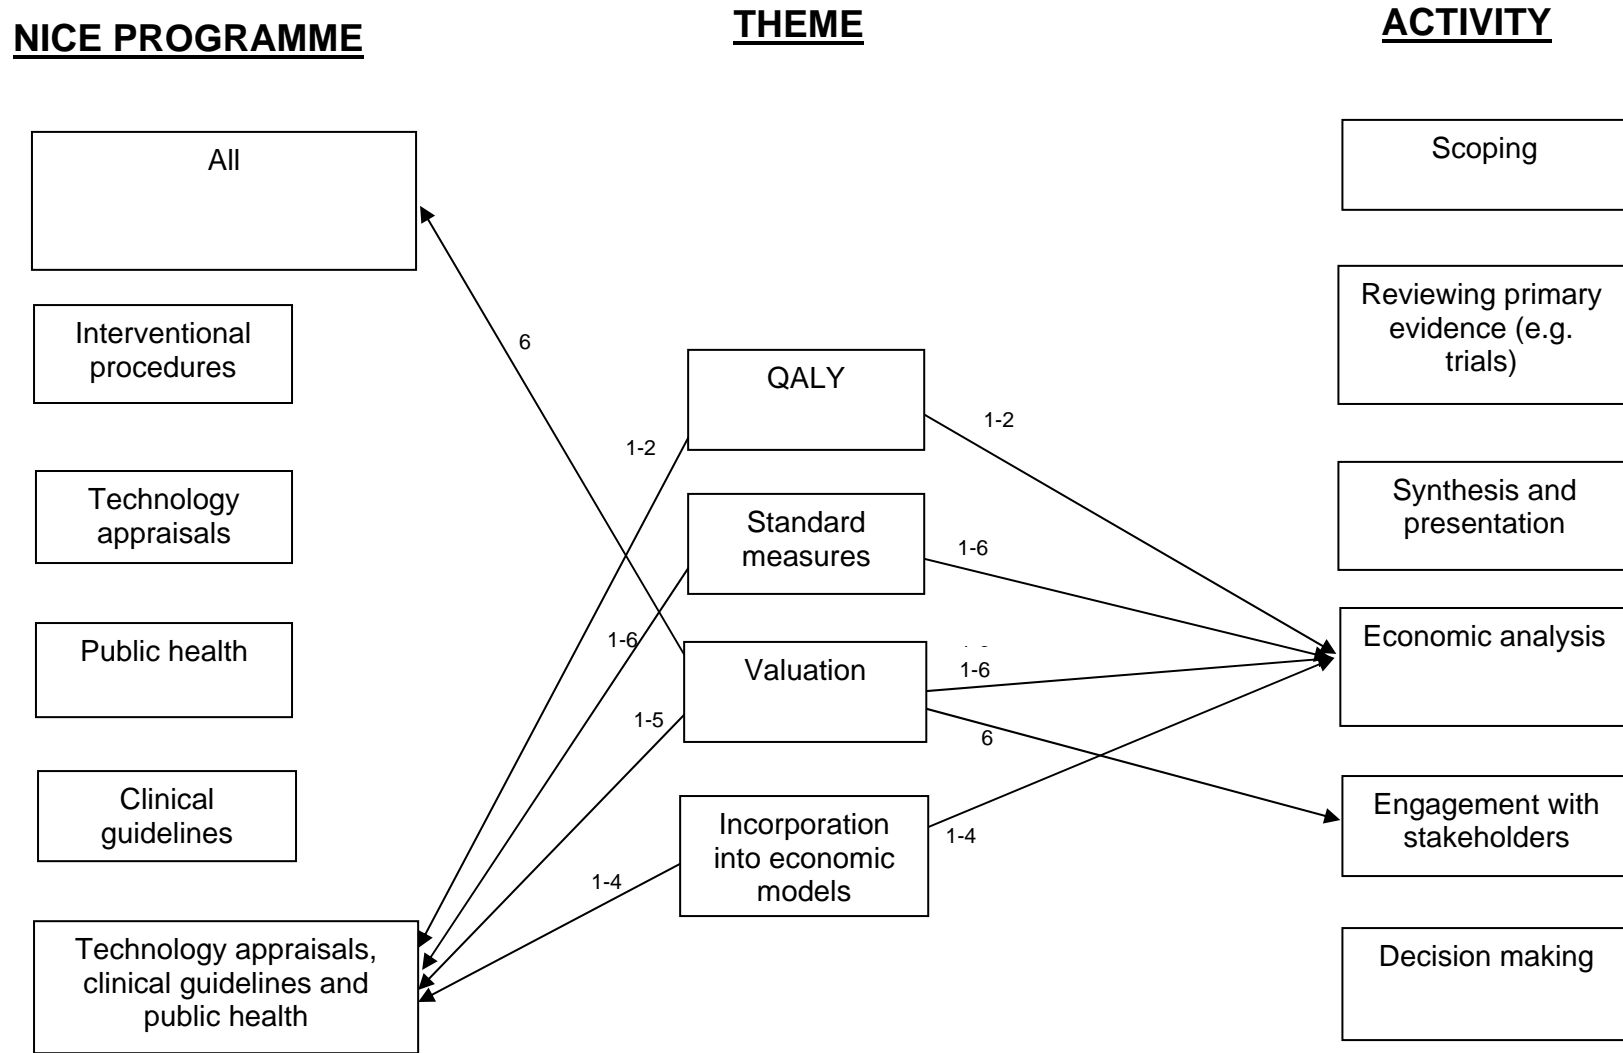 NICE PROGRAMME
THEME
ACTIVITY
All
Interventional
procedures
Technology
appraisals
Public health
Clinical
guidelines
Technology appraisals,
clinical guidelines and
public health
6
1-2
1-6
1-5
1-4
QALY
Standard
measures
Valuation
Incorporation
into economic
models
1-2
1-6
1-6
6
1-4
Scoping
Reviewing primary
evidence (e.g.
trials)
Synthesis and
presentation
Economic analysis
Engagement with
stakeholders
Decision making